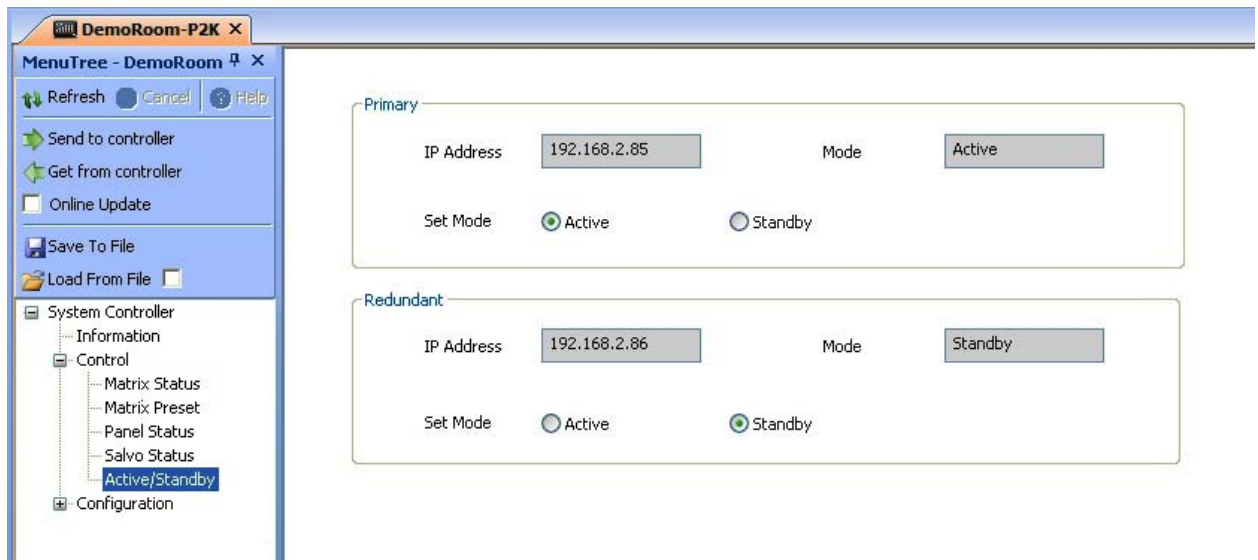 DemoRoom-P2K X
MenuTree - DemoRoom
Refresh Cancel Help
Send to controller
Get from controller
Online Update
Save To File
Load From File
System Controller
Information
Control
Matrix Status
Matrix Preset
Panel Status
Salvo Status
Active/Standby
Configuration
Primary
IP Address 192.168.2.85 Mode Active
Set Mode Active Standby
Redundant
IP Address 192.168.2.86 Mode Standby
Set Mode Active Standby